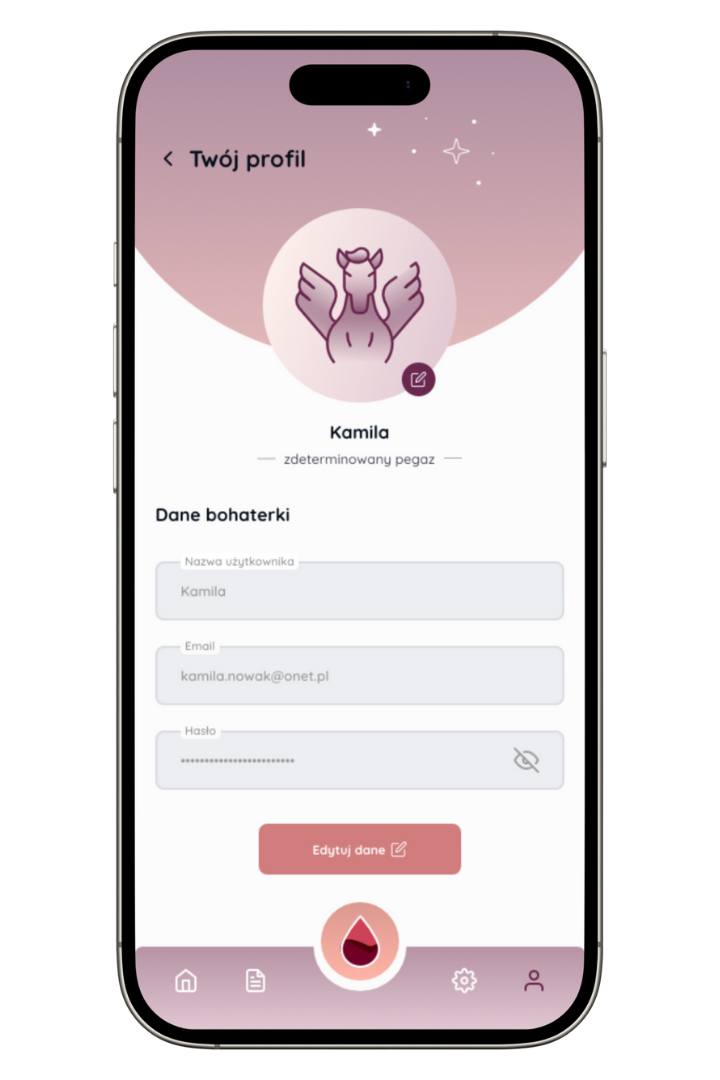 Twój profil
Kamila
zdeterminowany pegaz
Dane bohaterki
Nazwa użytkownika
Kamila
Email
kamila.nowak@onet.pl
Hasło
••••••••••••••••••••••••
Edytuj dane